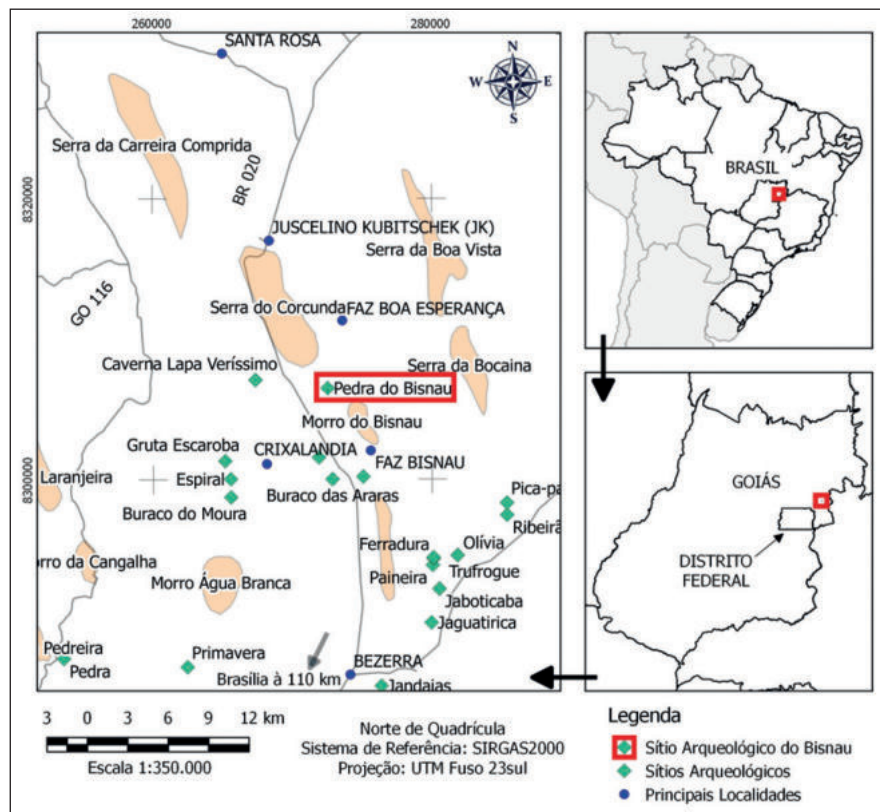 260000
280000
SANTA ROSA
N
W
E
S
Serra da Carreira Comprida
BR 020
8320000
JUSCELINO KUBITSCHEK (JK)
Serra da Boa Vista
GO 116
Serra do Corcunda
FAZ BOA ESPERANÇA
Caverna Lapa Veríssimo
Serra da Bocaina
Pedra do Bisnau
Morro do Bisnau
Gruta Escaroba
CRIXALANDIA
FAZ BISNAU
Laranjeira
Espiral
Buraco das Araras
Pica-pa
8300000
Buraco do Moura
Ribeirã
Ferradura
Olívia
orro da Cangalha
Paineira
Trufrogue
Morro Água Branca
Jaboticaba
Jaguatirica
Pedreira
Primavera
BEZERRA
Pedra
Brasília à 110 km
Jandaias
BRASIL
GOIÁS
DISTRITO
FEDERAL
3 0 3 6 9 12 km
Escala 1:350.000
Norte de Quadrícula
Sistema de Referência: SIRGAS2000
Projeção: UTM Fuso 23sul
Legenda
Sítio Arqueológico do Bisnau
Sítios Arqueológicos
Principais Localidades